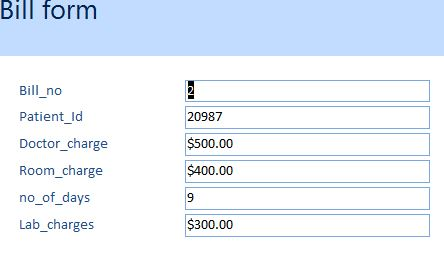 Bill form
Bill_no 2
Patient_Id 20987
Doctor_charge $500.00
Room_charge $400.00
no_of_days 9
Lab_charges $300.00